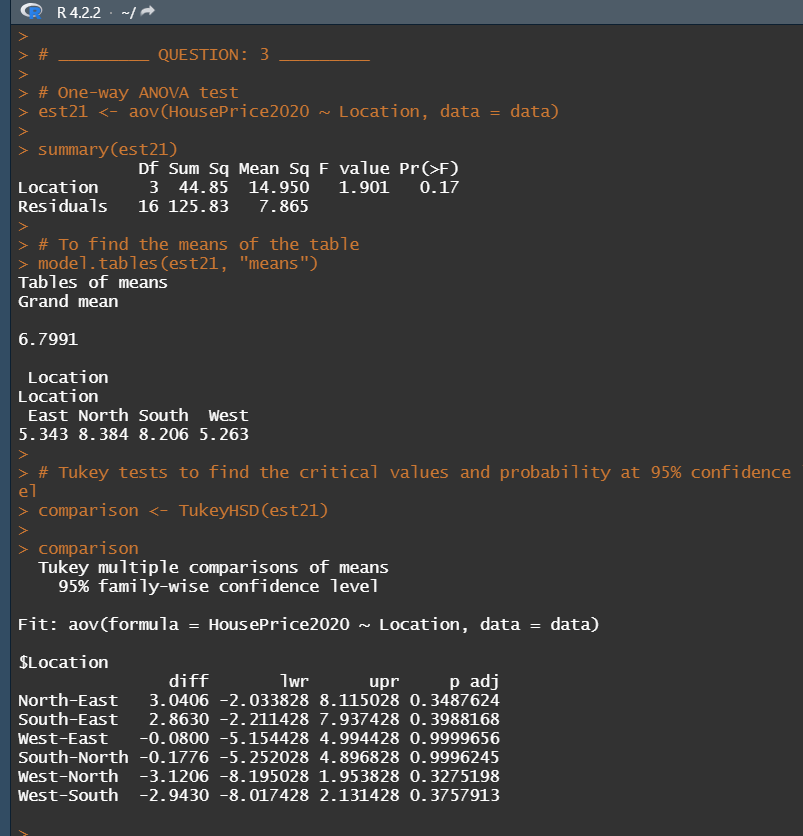 R 4.2.2 · ~/
>
> # _________ QUESTION: 3 _________
>
> # One-way ANOVA test
> est21 <- aov(HousePrice2020 ~ Location, data = data)
>
> summary(est21)
            Df Sum Sq Mean Sq F value Pr(>F)
Location     3  44.85  14.950   1.901   0.17
Residuals   16 125.83   7.865
>
> # To find the means of the table
> model.tables(est21, "means")
Tables of means
Grand mean

6.7991

 Location
Location
 East North South  West
5.343 8.384 8.206 5.263
>
> # Tukey tests to find the critical values and probability at 95% confidence
el
> comparison <- TukeyHSD(est21)
>
> comparison
  Tukey multiple comparisons of means
    95% family-wise confidence level

Fit: aov(formula = HousePrice2020 ~ Location, data = data)

$Location
               diff       lwr      upr     p adj
North-East   3.0406 -2.033828 8.115028 0.3487624
South-East   2.8630 -2.211428 7.937428 0.3988168
West-East   -0.0800 -5.154428 4.994428 0.9999656
South-North -0.1776 -5.252028 4.896828 0.9996245
West-North  -3.1206 -8.195028 1.953828 0.3275198
West-South  -2.9430 -8.017428 2.131428 0.3757913

>